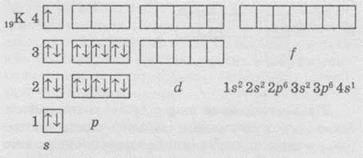 ₁₉K 4 ↑
3 ↑↓ ↑↓ ↑↓ ↑↓ f
2 ↑↓ ↑↓ ↑↓ ↑↓ d 1s² 2s² 2p⁶ 3s² 3p⁶ 4s¹
1 ↑↓ p
s